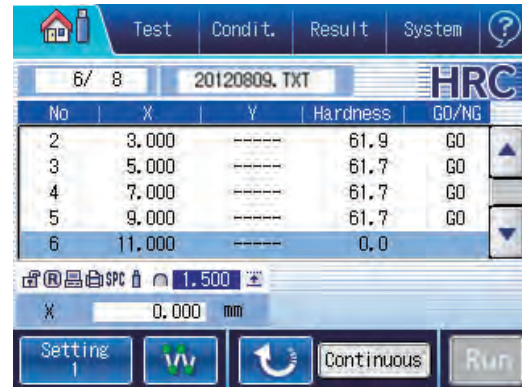 Test Condit. Result System ?
6/ 8 20120809. TXT HRC
No X Y Hardness GO/NG
2 3.000 ----- 61.9 GO
3 5.000 ----- 61.7 GO
4 7.000 ----- 61.7 GO
5 9.000 ----- 61.7 GO
6 11.000 ----- 0.0
R SPC 1.500
X 0.000 mm
Setting
1
Continuous Run